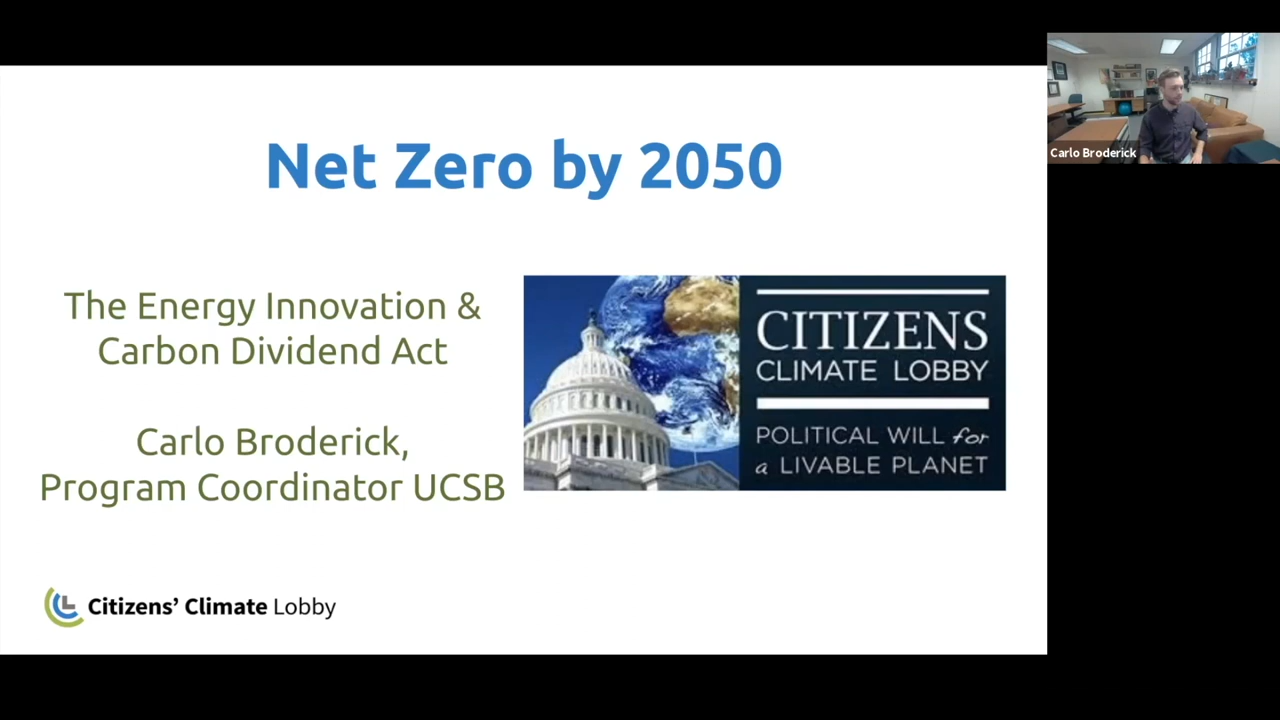 Net Zero by 2050
The Energy Innovation &
Carbon Dividend Act
Carlo Broderick,
Program Coordinator UCSB
CITIZENS
CLIMATE LOBBY
POLITICAL WILL for
a LIVABLE PLANET
Citizens' Climate Lobby
Carlo Broderick